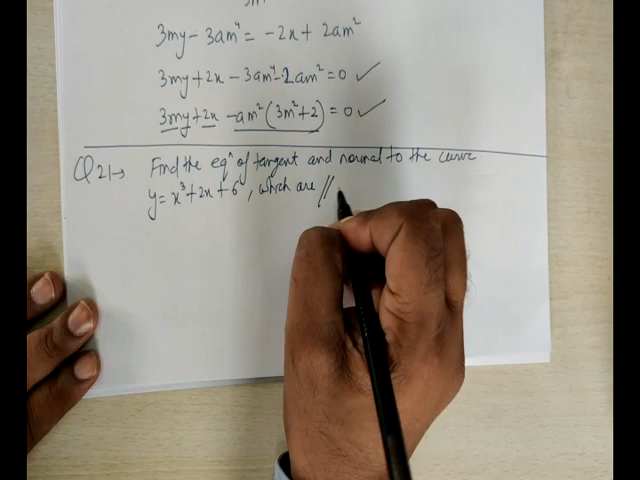 3my - 3am⁴ = -2x + 2am²
3my + 2x - 3am⁴ - 2am² = 0 ✓
3my + 2x - am²(3m² + 2) = 0 ✓
Q 21→ Find the eqⁿ of tangent and normal to the curve
y = x³ + 2x + 6, which are //